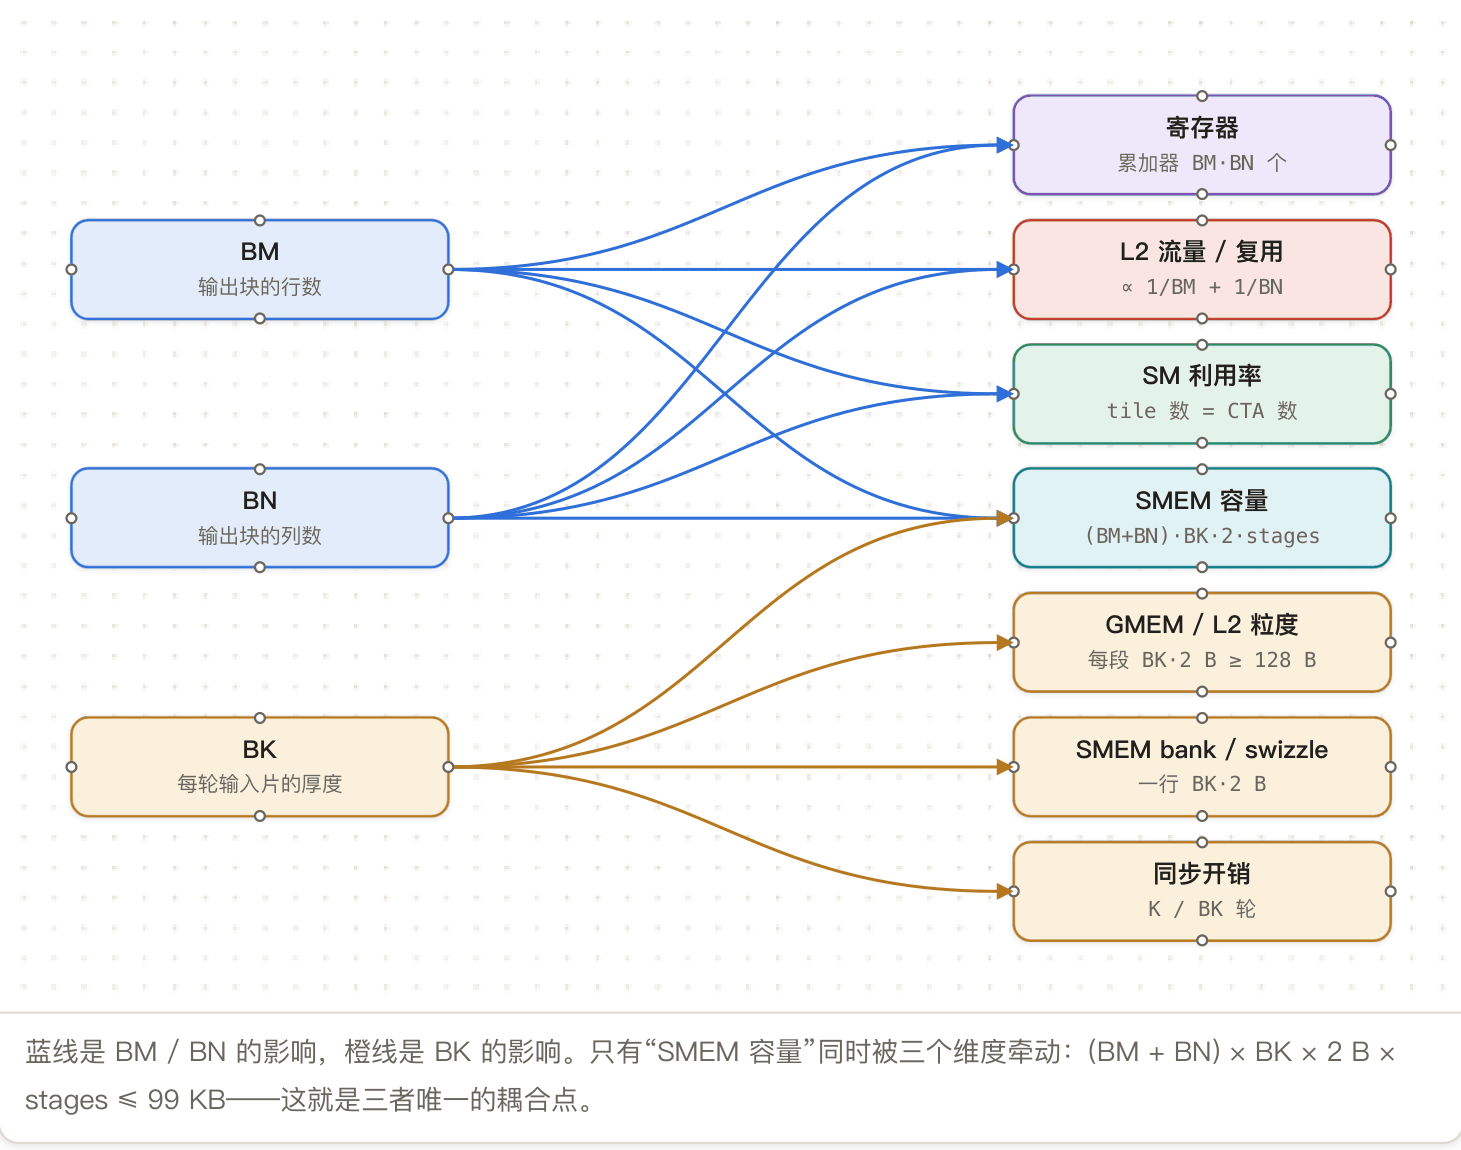 寄存器
累加器 BM·BN 个
BM
输出块的行数
L2 流量 / 复用
∝ 1/BM + 1/BN
SM 利用率
tile 数 = CTA 数
BN
输出块的列数
SMEM 容量
(BM+BN)·BK·2·stages
GMEM / L2 粒度
每段 BK·2 B ≥ 128 B
BK
每轮输入片的厚度
SMEM bank / swizzle
一行 BK·2 B
同步开销
K / BK 轮
蓝线是 BM / BN 的影响，橙线是 BK 的影响。只有“SMEM 容量”同时被三个维度牵动：(BM + BN) × BK × 2 B ×
stages ≤ 99 KB——这就是三者唯一的耦合点。